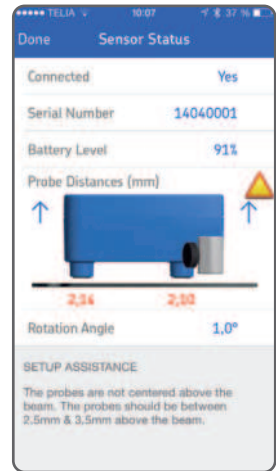 TELIA 10:07 37 %
Done Sensor Status
Connected Yes
Serial Number 14040001
Battery Level 91%
Probe Distances (mm)
2,14 2,10
Rotation Angle 1,0°
SETUP ASSISTANCE
The probes are not centered above the
beam. The probes should be between
2.5mm & 3.5mm above the beam.